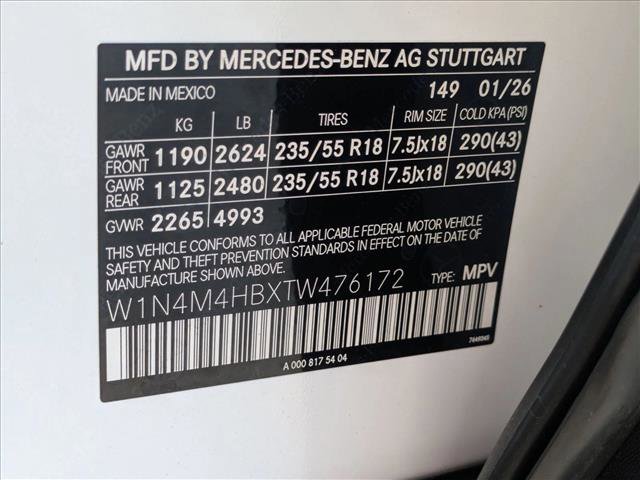 MFD BY MERCEDES-BENZ AG STUTTGART
MADE IN MEXICO 149 01/26
KG LB TIRES RIM SIZE COLD KPA(PSI)
GAWR FRONT 1190 2624 235/55 R18 7.5Jx18 290(43)
GAWR REAR 1125 2480 235/55 R18 7.5Jx18 290(43)
GVWR 2265 4993
THIS VEHICLE CONFORMS TO ALL APPLICABLE FEDERAL MOTOR VEHICLE
SAFETY AND THEFT PREVENTION STANDARDS IN EFFECT ON THE DATE OF
MANUFACTURE SHOWN ABOVE.
W1N4M4HBXTW476172 TYPE: MPV
A 000 817 54 04